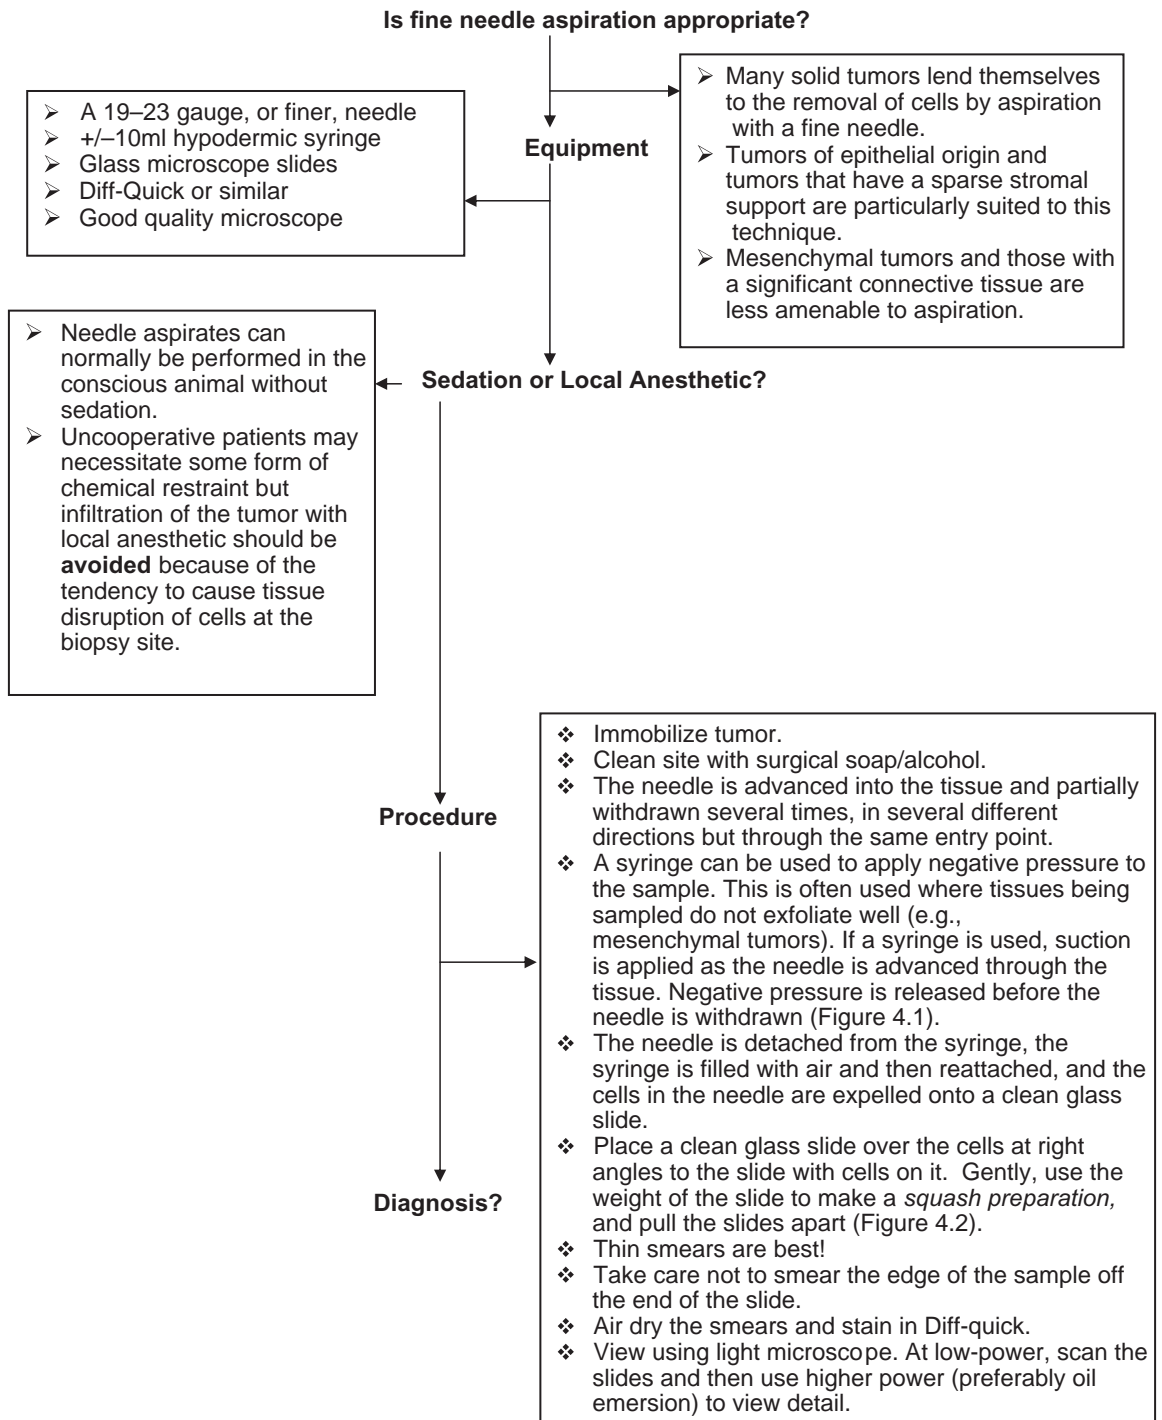 Is fine needle aspiration appropriate?
➢ Many solid tumors lend themselves
to the removal of cells by aspiration
with a fine needle.
➢ Tumors of epithelial origin and
tumors that have a sparse stromal
support are particularly suited to this
technique.
➢ Mesenchymal tumors and those with
a significant connective tissue are
less amenable to aspiration.
Equipment
➢ A 19–23 gauge, or finer, needle
➢ +/–10ml hypodermic syringe
➢ Glass microscope slides
➢ Diff-Quick or similar
➢ Good quality microscope
Sedation or Local Anesthetic?
➢ Needle aspirates can
normally be performed in the
conscious animal without
sedation.
➢ Uncooperative patients may
necessitate some form of
chemical restraint but
infiltration of the tumor with
local anesthetic should be
avoided because of the
tendency to cause tissue
disruption of cells at the
biopsy site.
Procedure
❖ Immobilize tumor.
❖ Clean site with surgical soap/alcohol.
❖ The needle is advanced into the tissue and partially
withdrawn several times, in several different
directions but through the same entry point.
❖ A syringe can be used to apply negative pressure to
the sample. This is often used where tissues being
sampled do not exfoliate well (e.g.,
mesenchymal tumors). If a syringe is used, suction
is applied as the needle is advanced through the
tissue. Negative pressure is released before the
needle is withdrawn (Figure 4.1).
❖ The needle is detached from the syringe, the
syringe is filled with air and then reattached, and the
cells in the needle are expelled onto a clean glass
slide.
❖ Place a clean glass slide over the cells at right
angles to the slide with cells on it.  Gently, use the
weight of the slide to make a squash preparation,
and pull the slides apart (Figure 4.2).
❖ Thin smears are best!
❖ Take care not to smear the edge of the sample off
the end of the slide.
❖ Air dry the smears and stain in Diff-quick.
❖ View using light microscope. At low-power, scan the
slides and then use higher power (preferably oil
emersion) to view detail.
Diagnosis?